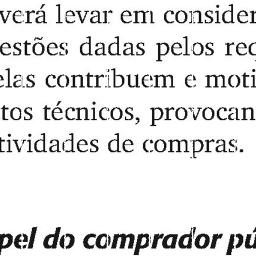 verá levar em consider
estões dadas pelos req
elas contribuem e moti
tos técnicos, provocan
tividades de compras.
pel do comprador pú